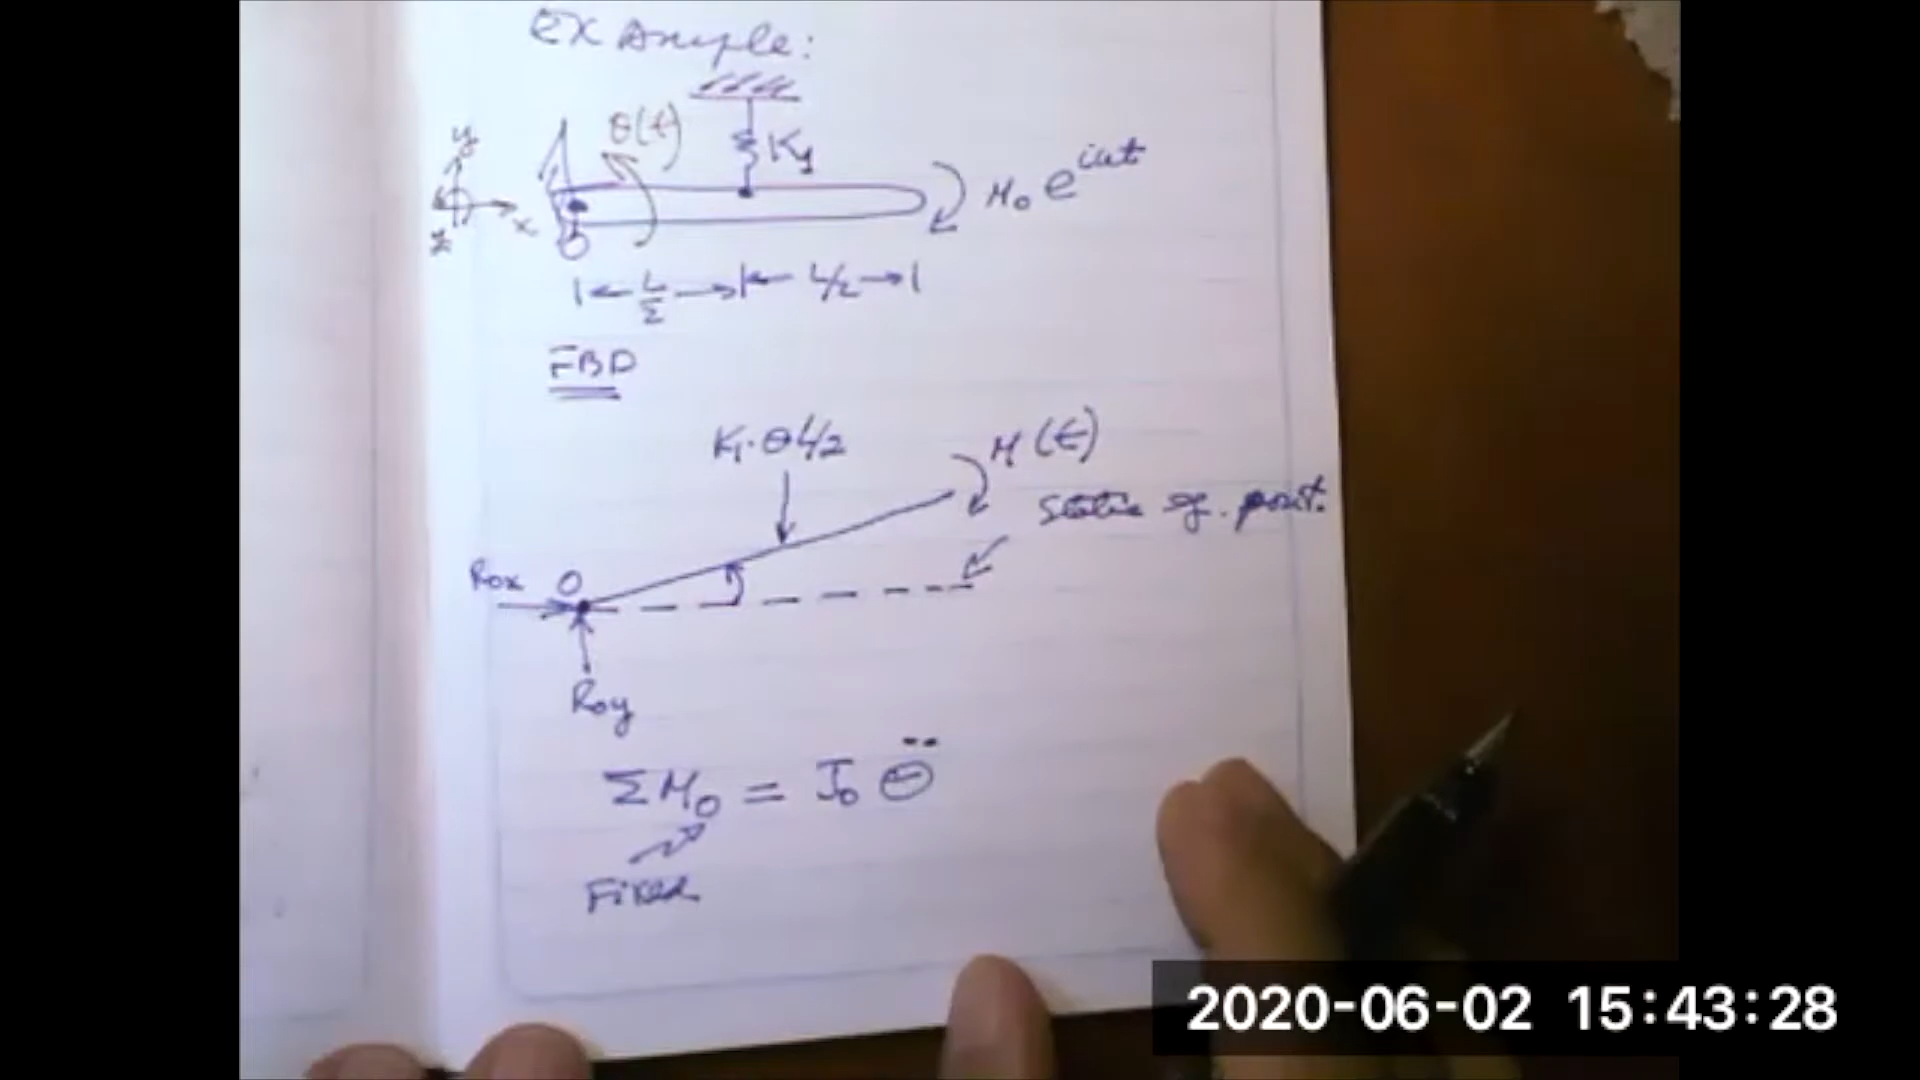 Example:
y
θ(t)
K₁
M₀ e^{iωt}
x
z
O
L/2
L/2
FBD
K₁·θL/2
M(t)
Static eq. posit.
Rox
O
Roy
ΣM₀ = J₀ Θ̈
Fixed
2020-06-02 15:43:28